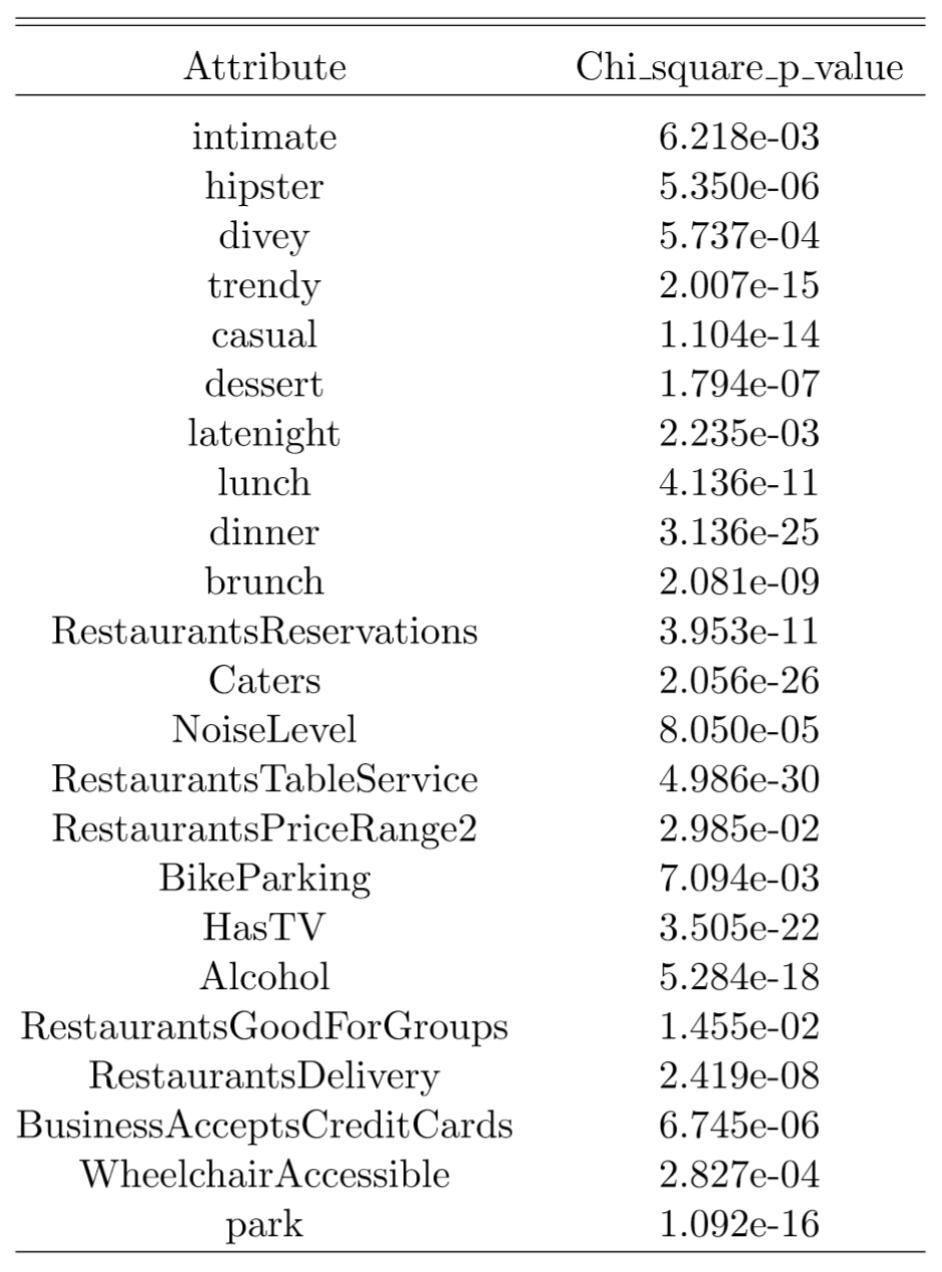 Attribute Chi_square_p_value
intimate 6.218e-03
hipster 5.350e-06
divey 5.737e-04
trendy 2.007e-15
casual 1.104e-14
dessert 1.794e-07
latenight 2.235e-03
lunch 4.136e-11
dinner 3.136e-25
brunch 2.081e-09
RestaurantsReservations 3.953e-11
Caters 2.056e-26
NoiseLevel 8.050e-05
RestaurantsTableService 4.986e-30
RestaurantsPriceRange2 2.985e-02
BikeParking 7.094e-03
HasTV 3.505e-22
Alcohol 5.284e-18
RestaurantsGoodForGroups 1.455e-02
RestaurantsDelivery 2.419e-08
BusinessAcceptsCreditCards 6.745e-06
WheelchairAccessible 2.827e-04
park 1.092e-16